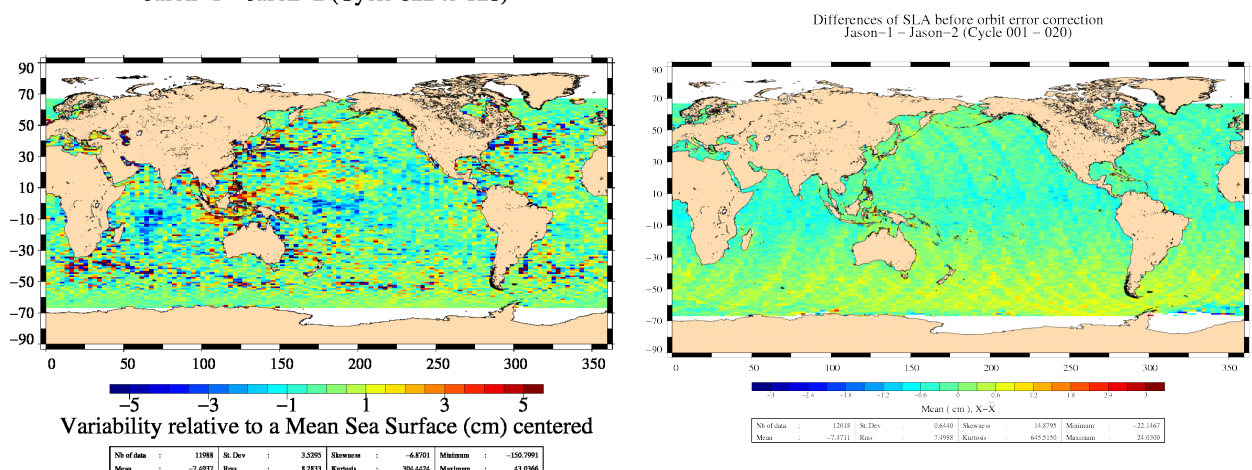 Differences of SLA before orbit error correction
Jason−1 − Jason−2 (Cycle 001 − 020)
90
70
50
30
10
−10
−30
−50
−70
−90
0 50 100 150 200 250 300 350
−5 −3 −1 1 3 5
Variability relative to a Mean Sea Surface (cm) centered
Nb of data : 11988 St. Dev : 3.5295 Skewness : −6.8701 Minimum : −150.7991
Mean : −7.4937 Rms : 8.2833 Kurtosis : 304.4424 Maximum : 43.0366
90
70
50
30
10
−10
−30
−50
−70
−90
0 50 100 150 200 250 300 350
−3 −2.4 −1.8 −1.2 −0.6 0 0.6 1.2 1.8 2.4 3
Mean ( cm ), X−X̄
Nb of data : 12018 St. Dev : 0.6440 Skewness : 14.8795 Minimum : −22.1467
Mean : −7.4711 Rms : 7.4988 Kurtosis : 645.5150 Maximum : 24.0300